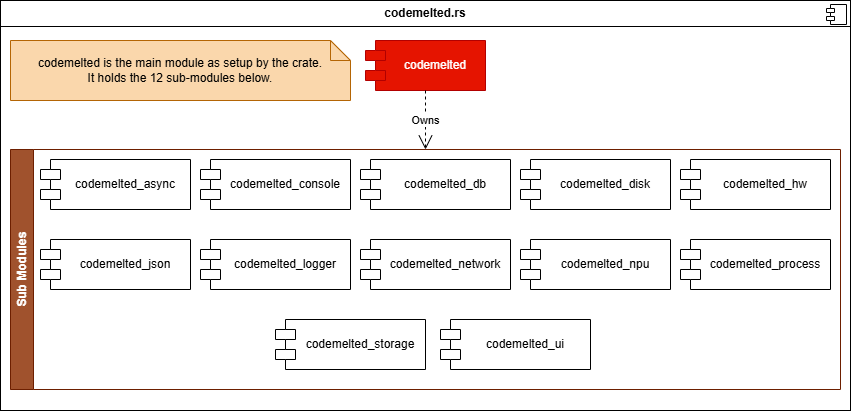 codemelted.rs
codemelted is the main module as setup by the crate.
It holds the 12 sub-modules below.
codemelted
Owns
Sub Modules
codemelted_async
codemelted_console
codemelted_db
codemelted_disk
codemelted_hw
codemelted_json
codemelted_logger
codemelted_network
codemelted_npu
codemelted_process
codemelted_storage
codemelted_ui